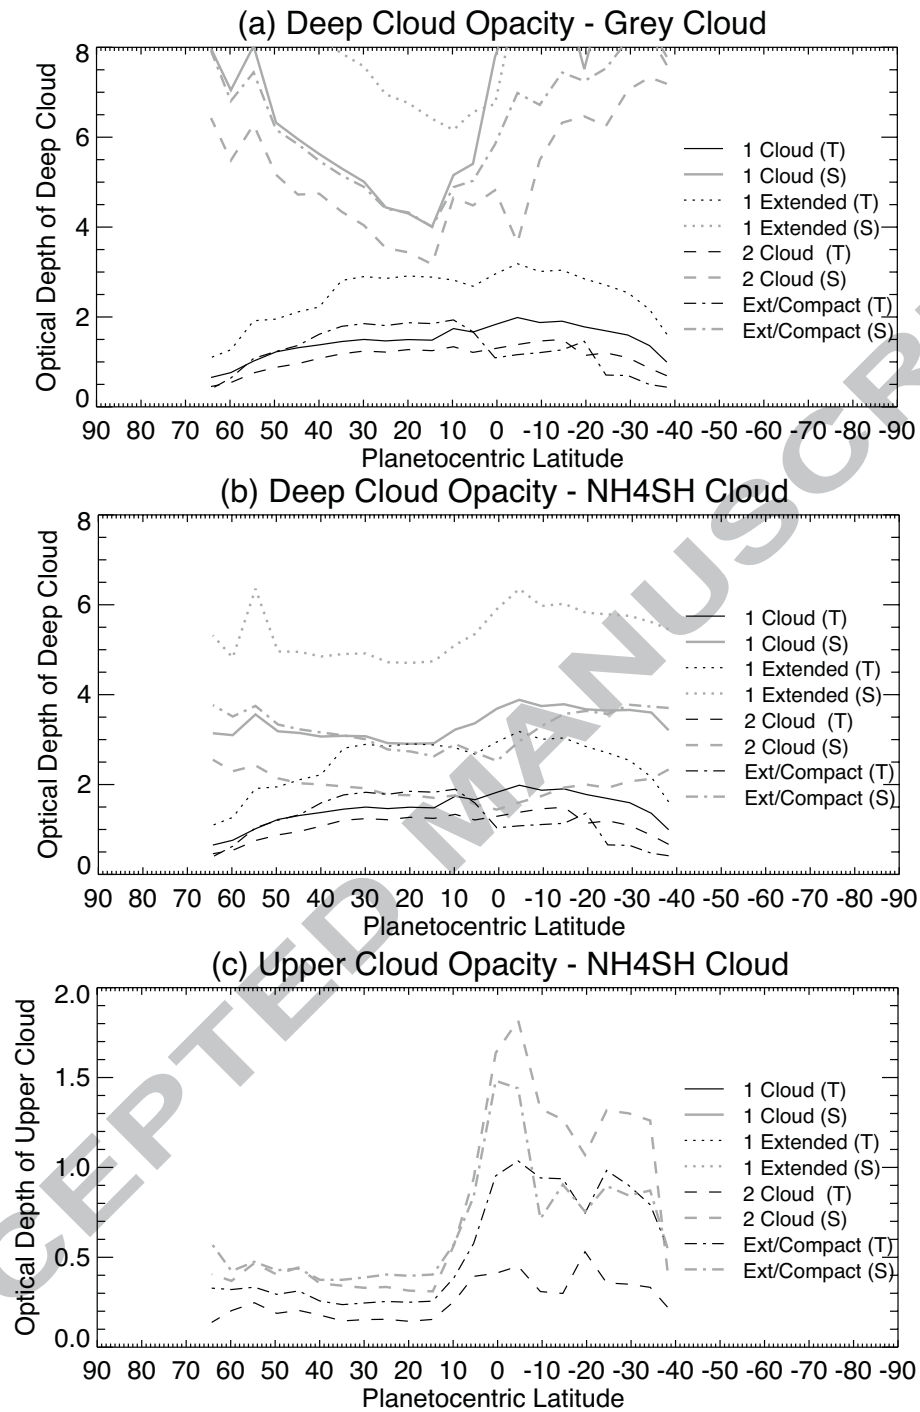 (a) Deep Cloud Opacity - Grey Cloud
Optical Depth of Deep Cloud
8
6
4
2
0
1 Cloud (T)
1 Cloud (S)
1 Extended (T)
1 Extended (S)
2 Cloud (T)
2 Cloud (S)
Ext/Compact (T)
Ext/Compact (S)
90 80 70 60 50 40 30 20 10 0 -10 -20 -30 -40 -50 -60 -70 -80 -90
Planetocentric Latitude
(b) Deep Cloud Opacity - NH4SH Cloud
Optical Depth of Deep Cloud
8
6
4
2
0
1 Cloud (T)
1 Cloud (S)
1 Extended (T)
1 Extended (S)
2 Cloud (T)
2 Cloud (S)
Ext/Compact (T)
Ext/Compact (S)
90 80 70 60 50 40 30 20 10 0 -10 -20 -30 -40 -50 -60 -70 -80 -90
Planetocentric Latitude
(c) Upper Cloud Opacity - NH4SH Cloud
Optical Depth of Upper Cloud
2.0
1.5
1.0
0.5
0.0
1 Cloud (T)
1 Cloud (S)
1 Extended (T)
1 Extended (S)
2 Cloud (T)
2 Cloud (S)
Ext/Compact (T)
Ext/Compact (S)
90 80 70 60 50 40 30 20 10 0 -10 -20 -30 -40 -50 -60 -70 -80 -90
Planetocentric Latitude
CEPTED MANUSCR